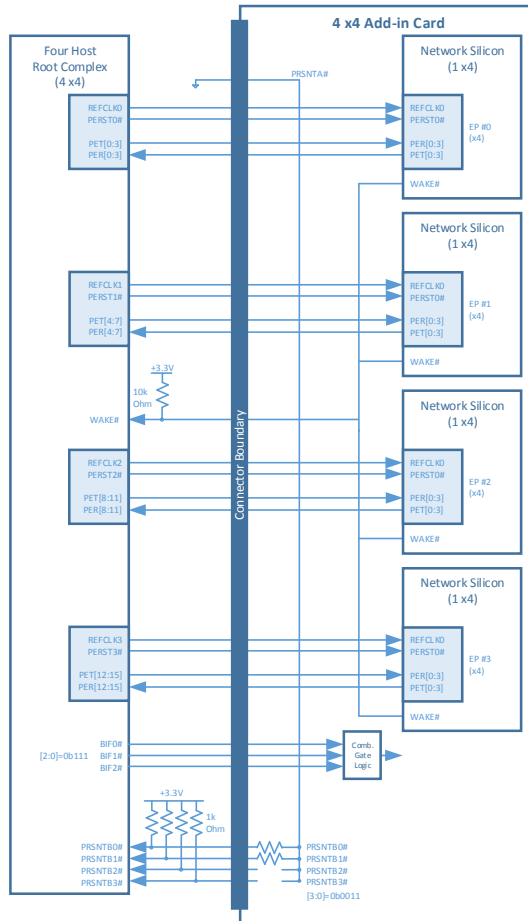 4 x4 Add-in Card
Four Host
Root Complex
(4 x4)
PRSNTA#
Network Silicon
(1 x4)
REFCLK0
PERST0#
PET[0:3]
PER[0:3]
REFCLK0
PERST0#
PER[0:3]
PET[0:3]
EP #0
(x4)
WAKE#
Network Silicon
(1 x4)
REFCLK1
PERST1#
PET[4:7]
PER[4:7]
REFCLK0
PERST0#
PER[0:3]
PET[0:3]
EP #1
(x4)
WAKE#
+3.3V
10k
Ohm
WAKE#
Connector Boundary
Network Silicon
(1 x4)
REFCLK2
PERST2#
PET[8:11]
PER[8:11]
REFCLK0
PERST0#
PER[0:3]
PET[0:3]
EP #2
(x4)
WAKE#
Network Silicon
(1 x4)
REFCLK3
PERST3#
PET[12:15]
PER[12:15]
REFCLK0
PERST0#
PER[0:3]
PET[0:3]
EP #3
(x4)
WAKE#
[2:0]=0b111
BIF0#
BIF1#
BIF2#
Comb.
Gate
Logic
+3.3V
1k
Ohm
PRSNTB0#
PRSNTB1#
PRSNTB2#
PRSNTB3#
PRSNTB0#
PRSNTB1#
PRSNTB2#
PRSNTB3#
[3:0]=0b0011